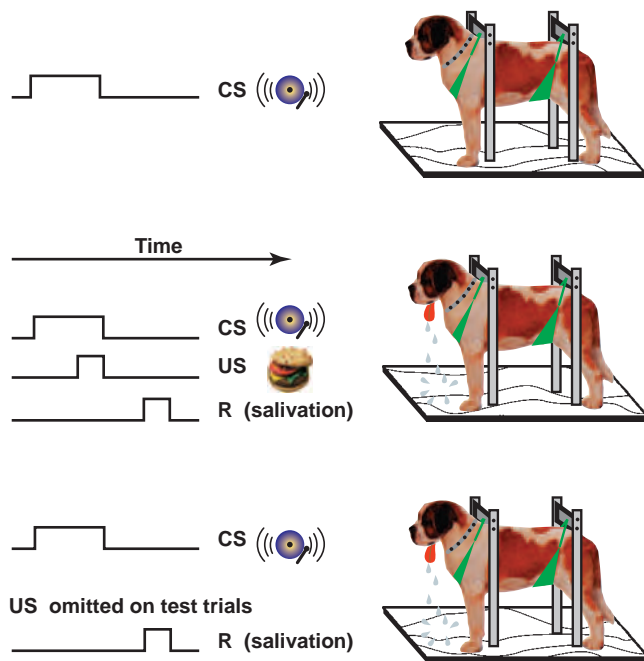 CS
Time
CS
US
R (salivation)
CS
US omitted on test trials
R (salivation)